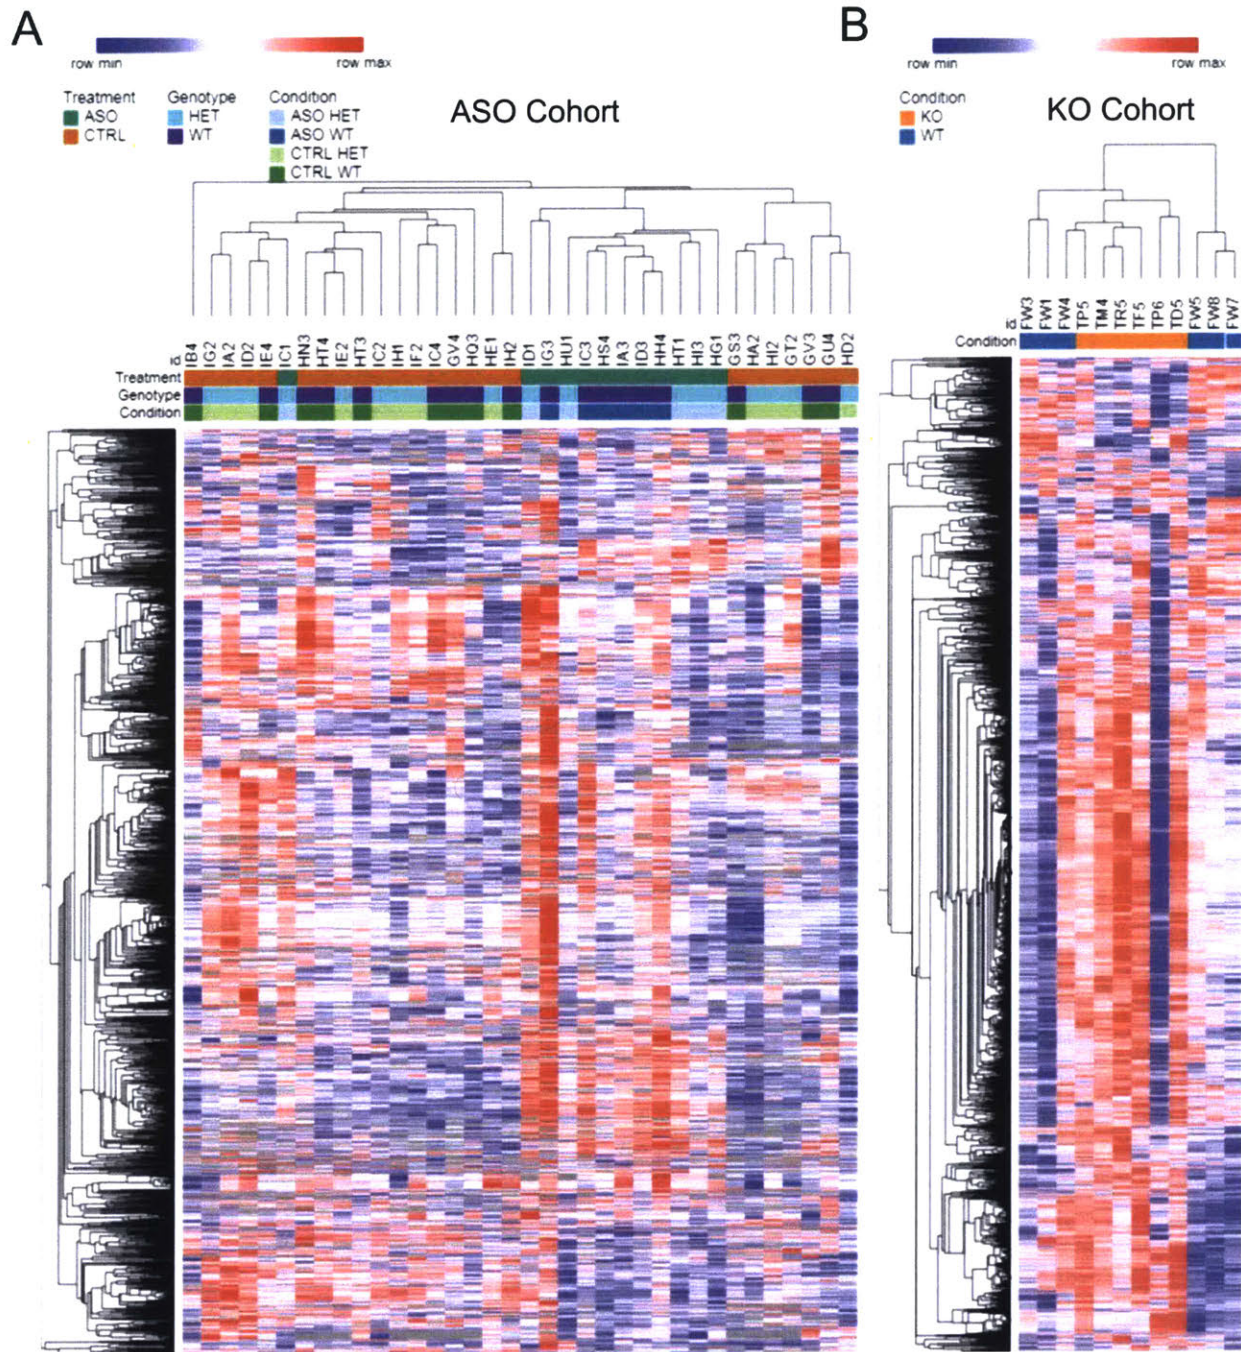 A
B
row min row max
row min row max
Treatment Genotype Condition
ASO HET ASO HET
CTRL WT ASO WT
CTRL HET
CTRL WT
ASO Cohort
Condition
KO
WT
KO Cohort
id IB4 IG2 IA2 ID2 IE4 IC1 HN3 HT4 IE2 HT3 IC2 IH1 IF2 IC4 GV4 HQ3 HE1 IH2 ID1 IG3 HU1 IC3 HS4 IA3 ID3 HH4 HT1 HI3 HG1 GS3 HA2 HI2 GT2 GV3 GU4 HD2
Treatment
Genotype
Condition
id FW3 FW1 FW4 TP5 TM4 TR5 TF5 TP6 TD5 FW5 FW8 FW7
Condition